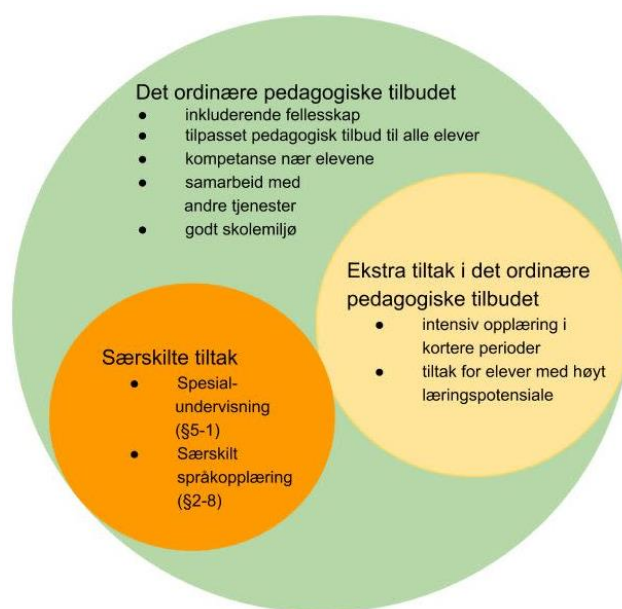 Det ordinære pedagogiske tilbudet
● inkluderende fellesskap
● tilpasset pedagogisk tilbud til alle elever
● kompetanse nær elevene
● samarbeid med
andre tjenester
● godt skolemiljø
Ekstra tiltak i det ordinære
pedagogiske tilbudet
● intensiv opplæring i
kortere perioder
● tiltak for elever med høyt
læringspotensiale
Særskilte tiltak
● Spesial-
undervisning
(§5-1)
● Særskilt
språkopplæring
(§2-8)